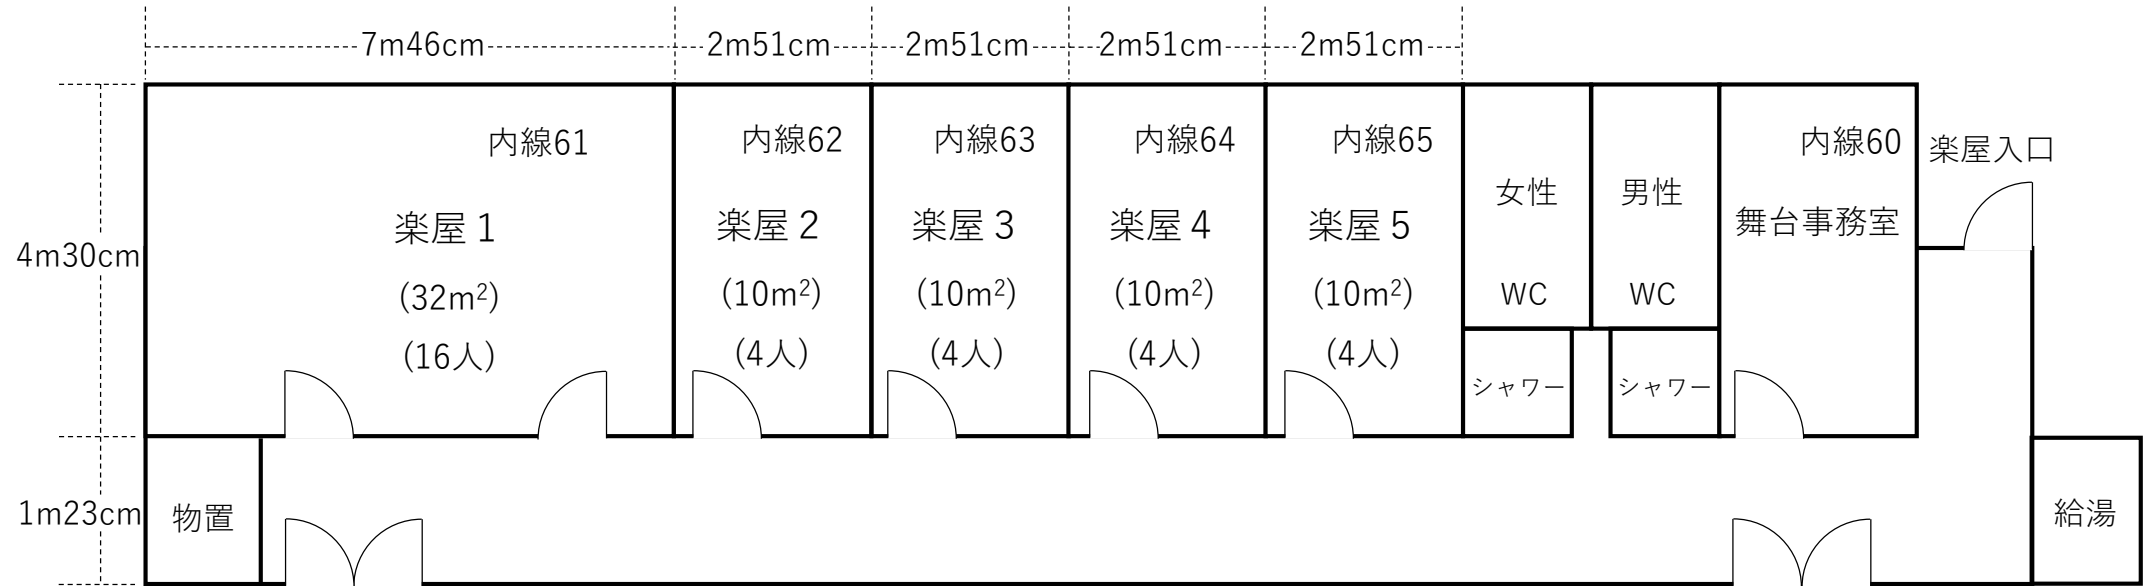 7m46cm
2m51cm
2m51cm
2m51cm
2m51cm
4m30cm
1m23cm
内線61
楽屋１
(32m²)
(16人)
内線62
楽屋２
(10m²)
(4人)
内線63
楽屋３
(10m²)
(4人)
内線64
楽屋４
(10m²)
(4人)
内線65
楽屋５
(10m²)
(4人)
女性
WC
シャワー
男性
WC
シャワー
内線60
舞台事務室
楽屋入口
物置
給湯